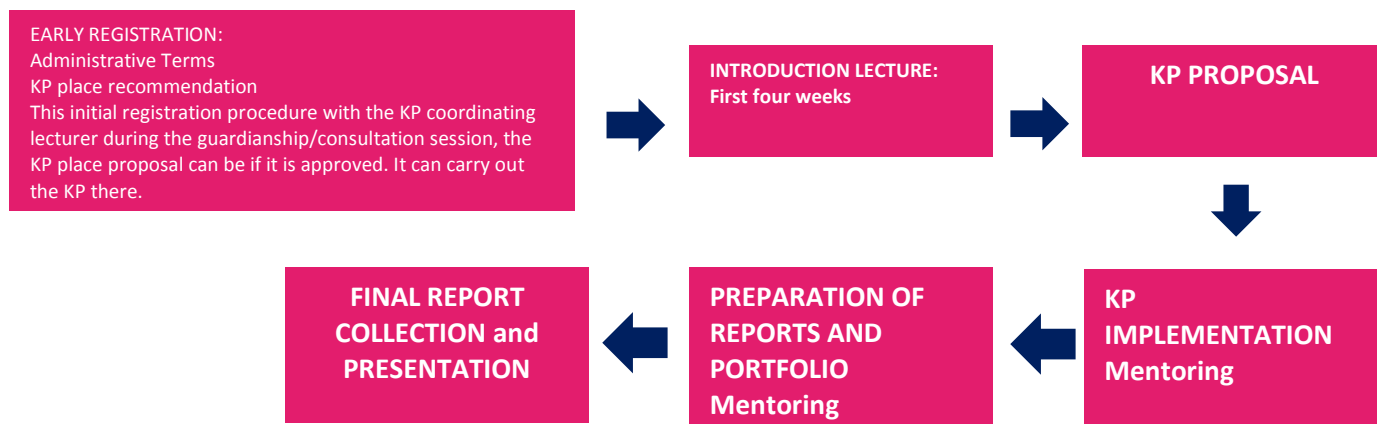 EARLY REGISTRATION:
Administrative Terms
KP place recommendation
This initial registration procedure with the KP coordinating
lecturer during the guardianship/consultation session, the
KP place proposal can be if it is approved. It can carry out
the KP there.
INTRODUCTION LECTURE:
First four weeks
KP PROPOSAL
KP
IMPLEMENTATION
Mentoring
PREPARATION OF
REPORTS AND
PORTFOLIO
Mentoring
FINAL REPORT
COLLECTION and
PRESENTATION